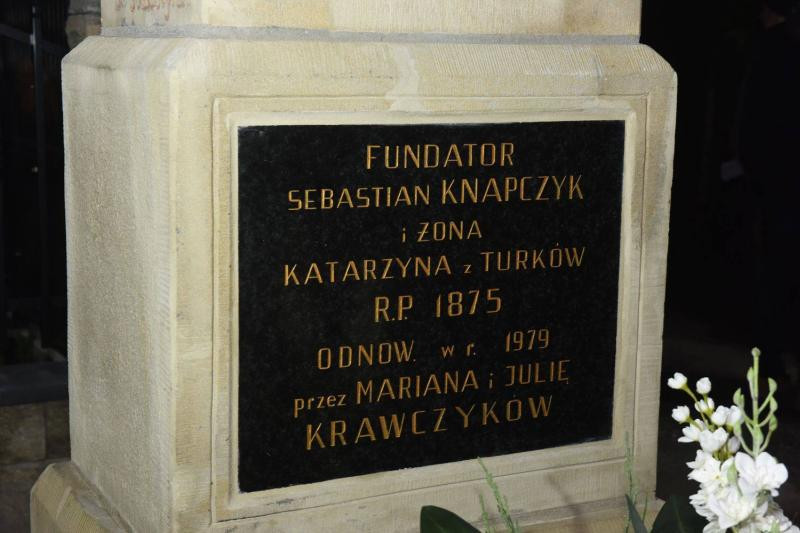 FUNDATOR
SEBASTIAN KNAPCZYK
i ŻONA
KATARZYNA z TURKÓW
R.P. 1875
ODNOW. w r. 1979
przez MARIANA i JULIĘ
KRAWCZYKÓW